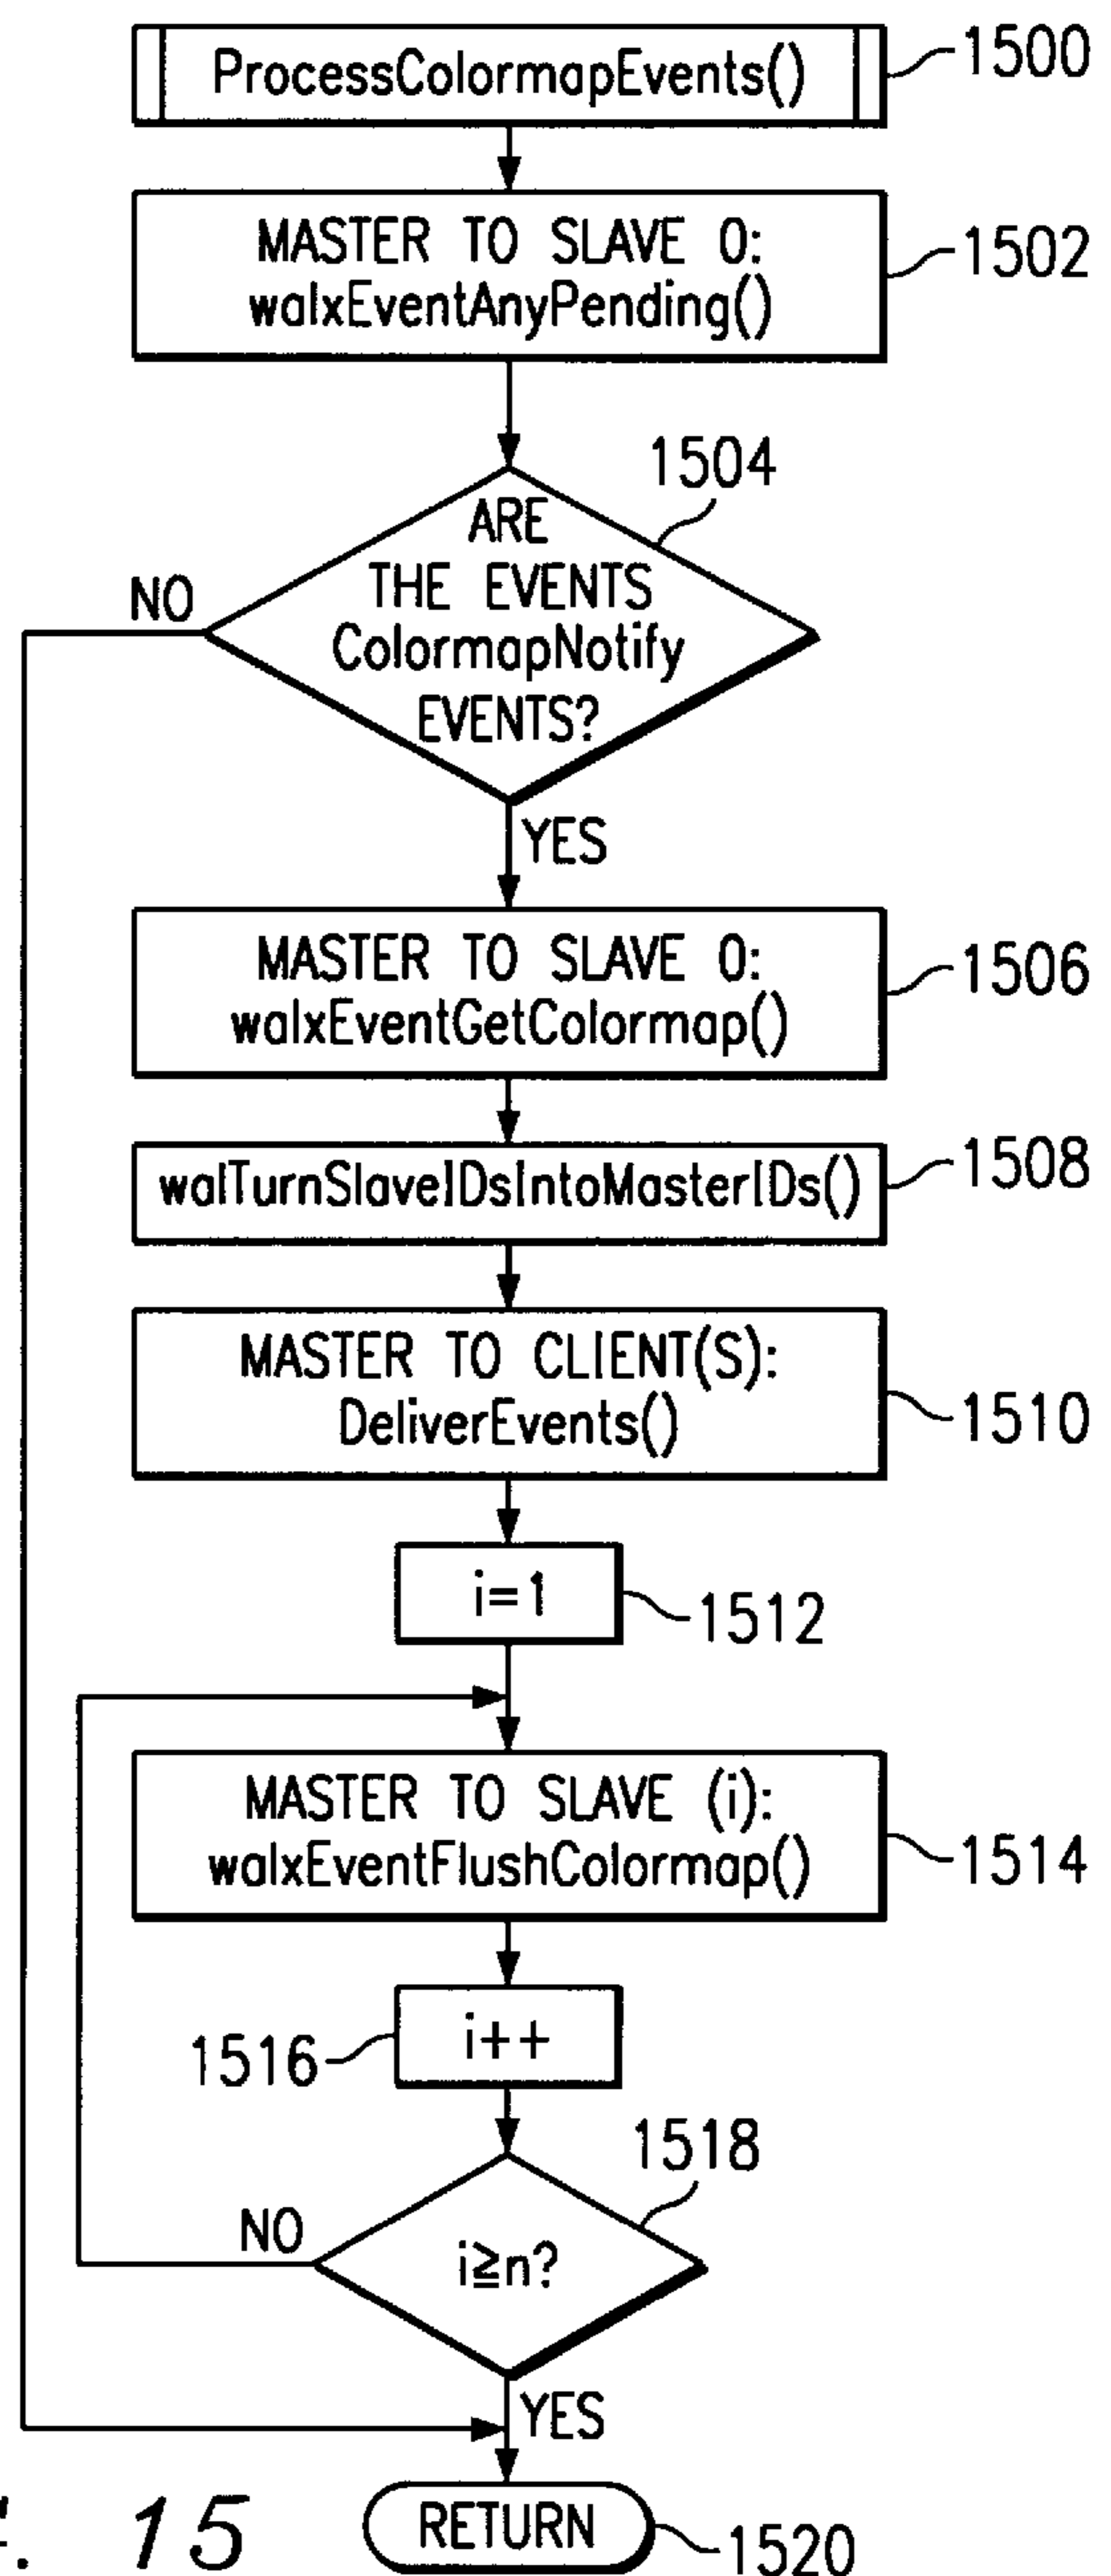 ProcessColormapEvents()
1500
MASTER TO SLAVE 0:
walxEventAnyPending()
1502
1504
ARE
THE EVENTS
ColormapNotify
EVENTS?
NO
YES
MASTER TO SLAVE 0:
walxEventGetColormap()
1506
walTurnSlaveIDsIntoMasterIDs()
1508
MASTER TO CLIENT(S):
DeliverEvents()
1510
i=1
1512
MASTER TO SLAVE (i):
walxEventFlushColormap()
1514
i++
1516
1518
i≧n?
NO
YES
RETURN
1520
15